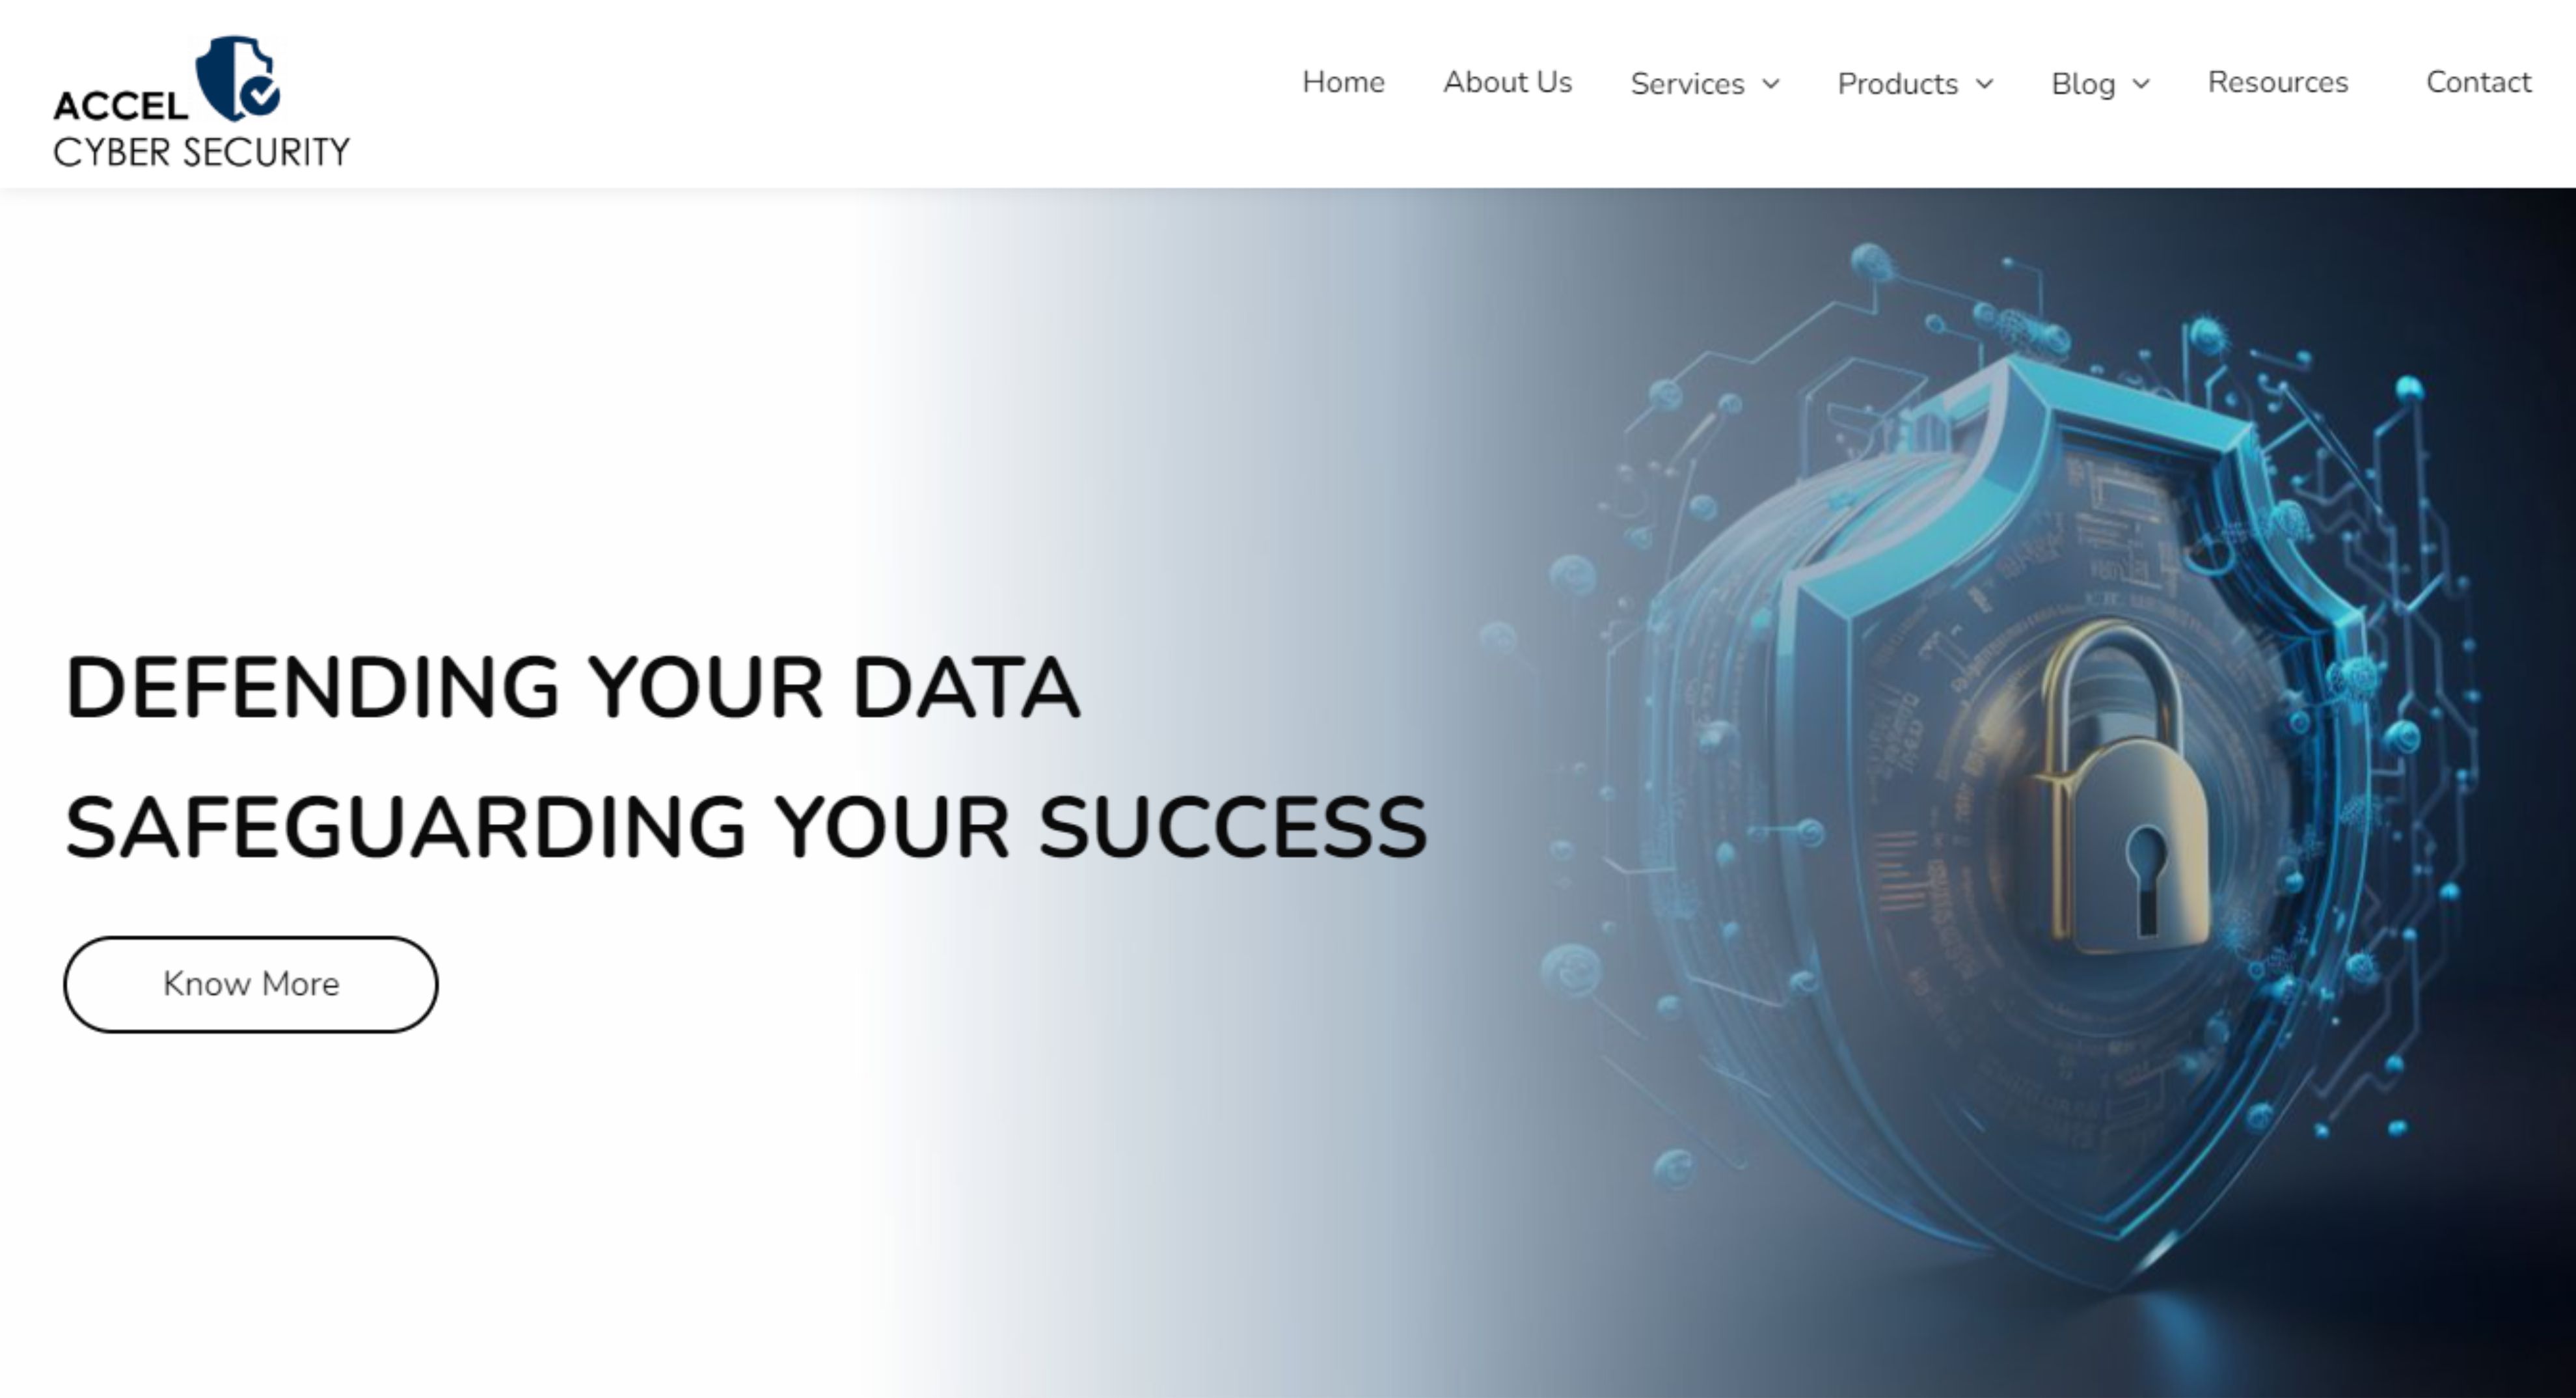 ACCEL
CYBER SECURITY
Home About Us Services Products Blog Resources Contact
DEFENDING YOUR DATA
SAFEGUARDING YOUR SUCCESS
Know More